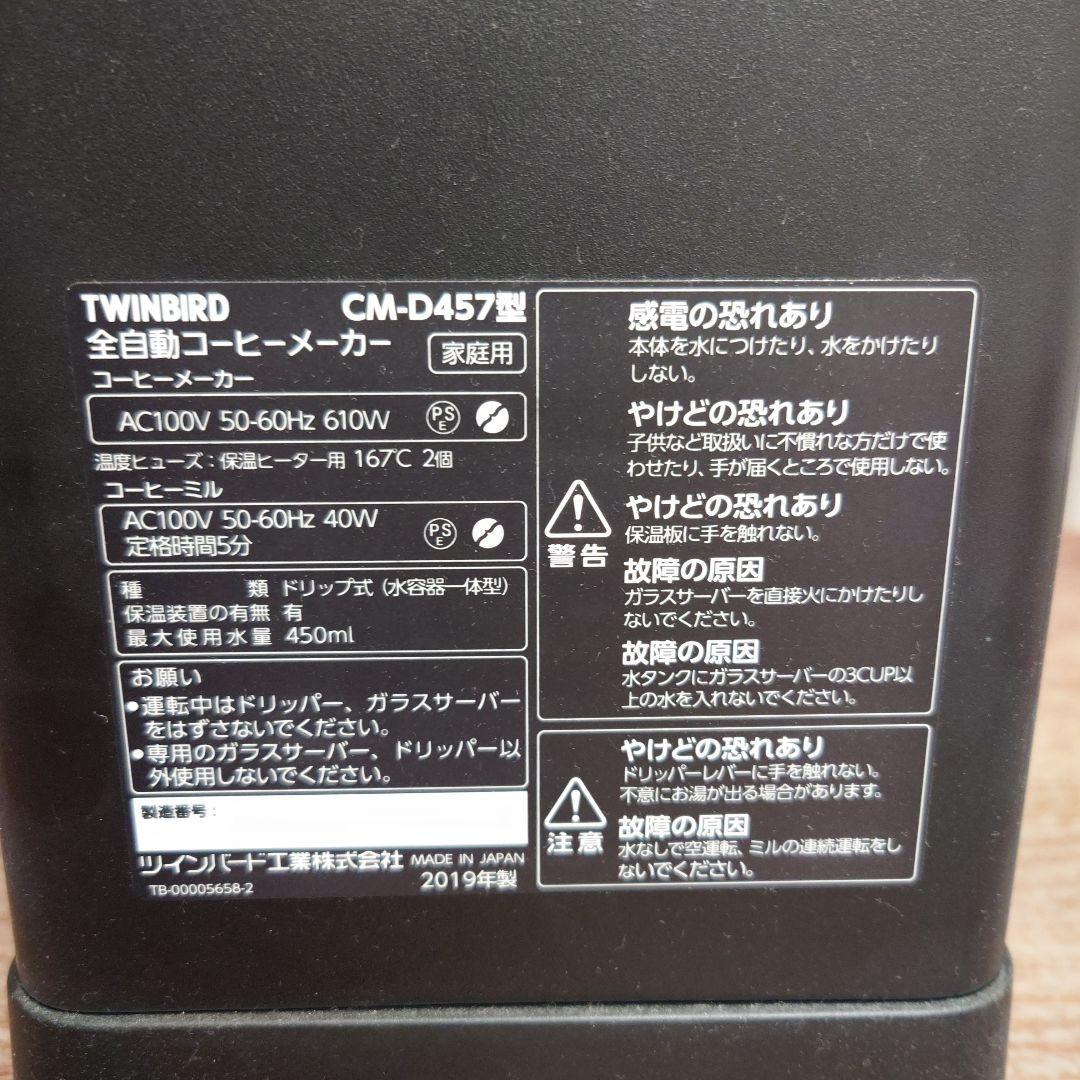 TWINBIRD CM-D457型
全自動コーヒーメーカー 家庭用
コーヒーメーカー
AC100V 50-60Hz 610W PSE
温度ヒューズ:保温ヒーター用 167℃ 2個
コーヒーミル
AC100V 50-60Hz 40W PSE
定格時間5分
種類 ドリップ式(水容器一体型)
保温装置の有無 有
最大使用水量 450ml
お願い
●運転中はドリッパー、ガラスサーバー
をはずさないでください。
●専用のガラスサーバー、ドリッパー以
外使用しないでください。
製造番号:
ツインバード工業株式会社 MADE IN JAPAN
TB-00005658-2 2019年製
警告
感電の恐れあり
本体を水につけたり、水をかけたり
しない。
やけどの恐れあり
子供など取扱いに不慣れな方だけで使
わせたり、手が届くところで使用しない。
やけどの恐れあり
保温板に手を触れない。
故障の原因
ガラスサーバーを直接火にかけたりし
ないでください。
故障の原因
水タンクにガラスサーバーの3CUP以
上の水を入れないでください。
注意
やけどの恐れあり
ドリッパーレバーに手を触れない。
不意にお湯が出る場合があります。
故障の原因
水なしで空運転、ミルの連続運転をし
ないでください。